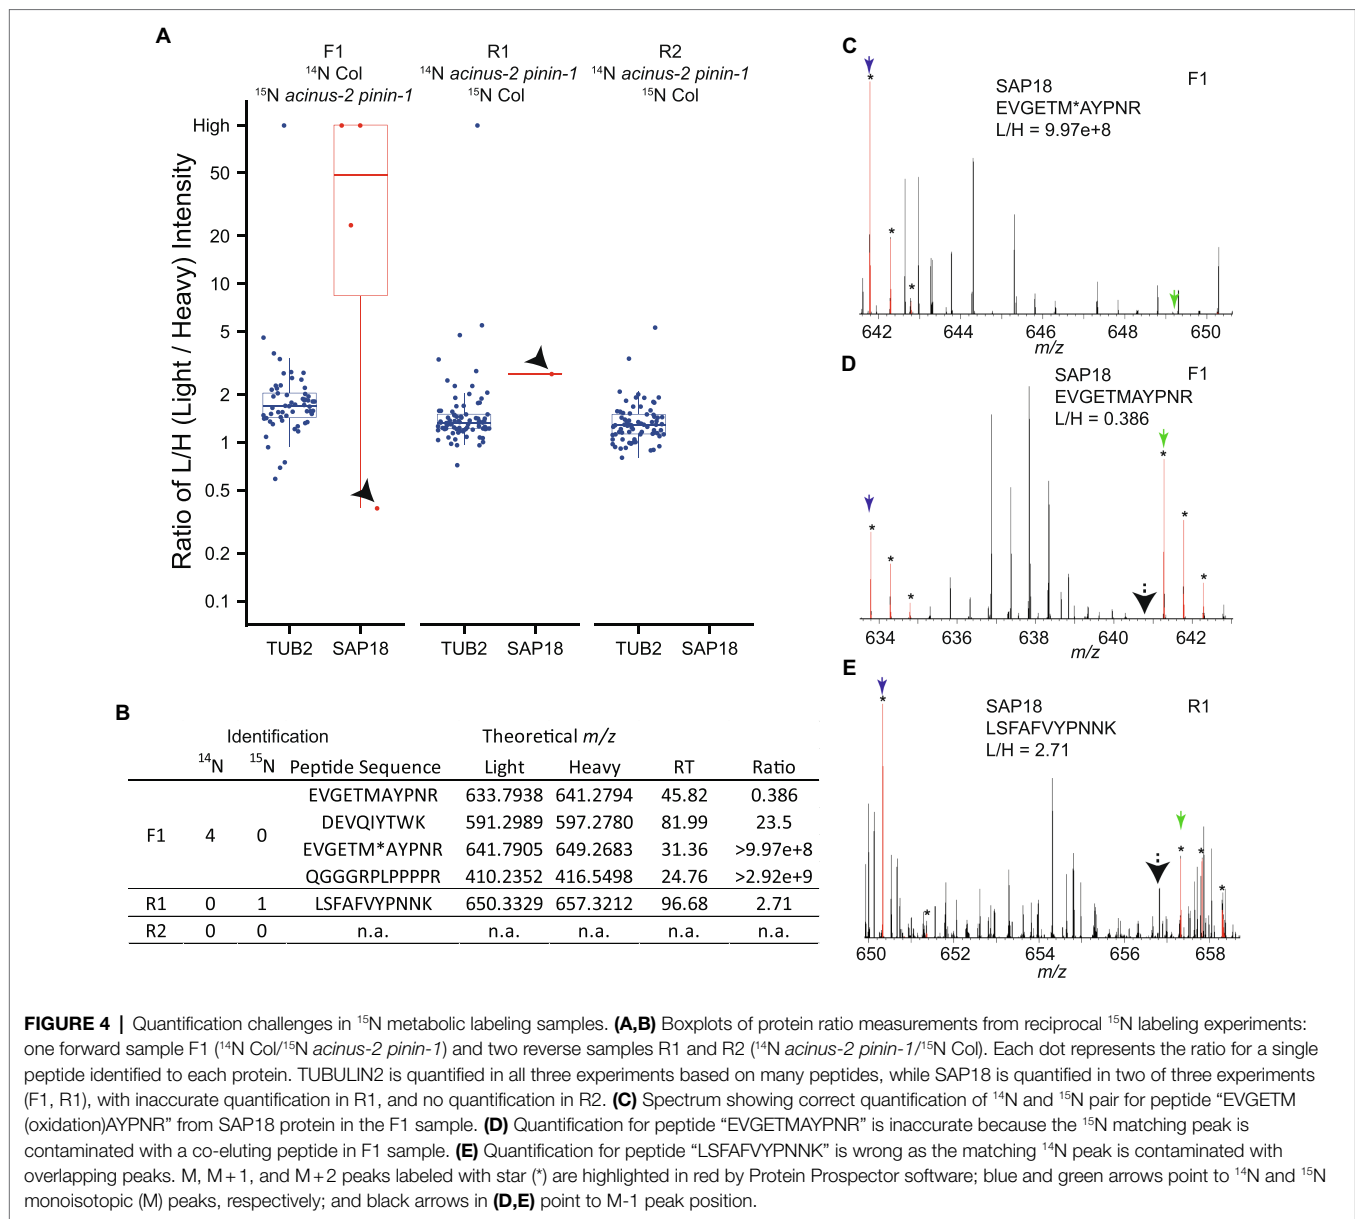 A
F1
¹⁴N Col
¹⁵N acinus-2 pinin-1
R1
¹⁴N acinus-2 pinin-1
¹⁵N Col
R2
¹⁴N acinus-2 pinin-1
¹⁵N Col
Ratio of L/H (Light / Heavy) Intensity
High
50
20
10
5
2
1
0.5
0.2
0.1
TUB2 SAP18 TUB2 SAP18 TUB2 SAP18
B
Identification Theoretical m/z
¹⁴N ¹⁵N Peptide Sequence Light Heavy RT Ratio
EVGETMAYPNR 633.7938 641.2794 45.82 0.386
DEVQIYTWK 591.2989 597.2780 81.99 23.5
F1 4 0
EVGETM*AYPNR 641.7905 649.2683 31.36 >9.97e+8
QGGGRPLPPPPR 410.2352 416.5498 24.76 >2.92e+9
R1 0 1 LSFAFVYPNNK 650.3329 657.3212 96.68 2.71
R2 0 0 n.a. n.a. n.a. n.a. n.a.
C
SAP18 F1
EVGETM*AYPNR
L/H = 9.97e+8
* * *
642 644 646 648 650
m/z
D
SAP18 F1
EVGETMAYPNR
L/H = 0.386
* * * * * *
634 636 638 640 642
m/z
E
SAP18 R1
LSFAFVYPNNK
L/H = 2.71
* * * * *
650 652 654 656 658
m/z
FIGURE 4 | Quantification challenges in ¹⁵N metabolic labeling samples. (A,B) Boxplots of protein ratio measurements from reciprocal ¹⁵N labeling experiments:
one forward sample F1 (¹⁴N Col/¹⁵N acinus-2 pinin-1) and two reverse samples R1 and R2 (¹⁴N acinus-2 pinin-1/¹⁵N Col). Each dot represents the ratio for a single
peptide identified to each protein. TUBULIN2 is quantified in all three experiments based on many peptides, while SAP18 is quantified in two of three experiments
(F1, R1), with inaccurate quantification in R1, and no quantification in R2. (C) Spectrum showing correct quantification of ¹⁴N and ¹⁵N pair for peptide “EVGETM
(oxidation)AYPNR” from SAP18 protein in the F1 sample. (D) Quantification for peptide “EVGETMAYPNR” is inaccurate because the ¹⁵N matching peak is
contaminated with a co-eluting peptide in F1 sample. (E) Quantification for peptide “LSFAFVYPNNK” is wrong as the matching ¹⁴N peak is contaminated with
overlapping peaks. M, M + 1, and M + 2 peaks labeled with star (*) are highlighted in red by Protein Prospector software; blue and green arrows point to ¹⁴N and ¹⁵N
monoisotopic (M) peaks, respectively; and black arrows in (D,E) point to M-1 peak position.